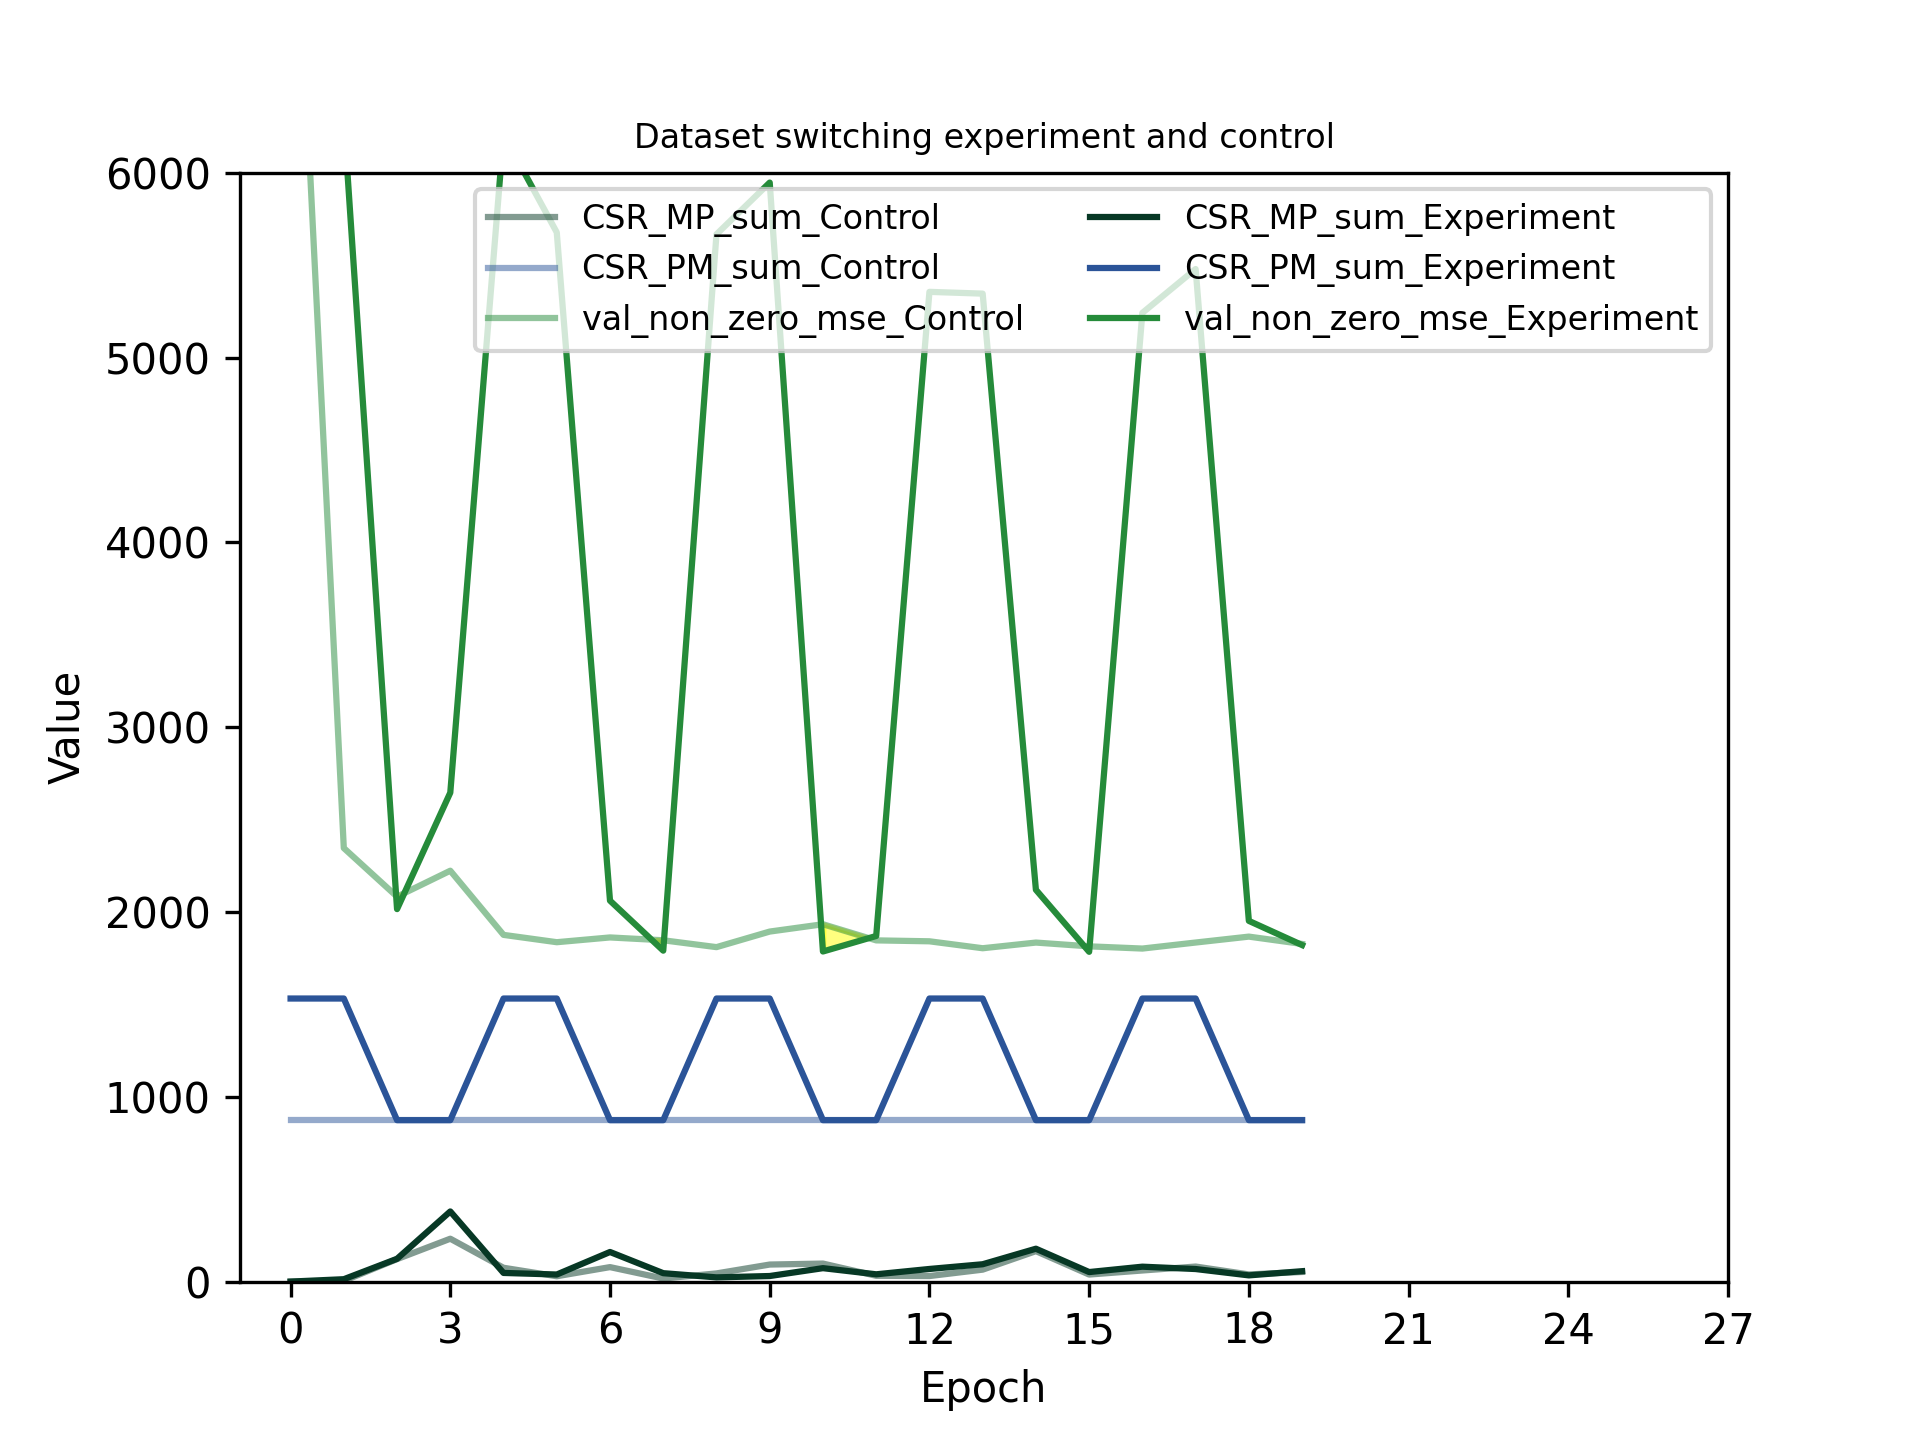 Dataset switching experiment and control
6000
5000
4000
3000
2000
1000
0
Value
CSR_MP_sum_Control
CSR_PM_sum_Control
val_non_zero_mse_Control
CSR_MP_sum_Experiment
CSR_PM_sum_Experiment
val_non_zero_mse_Experiment
0 3 6 9 12 15 18 21 24 27
Epoch